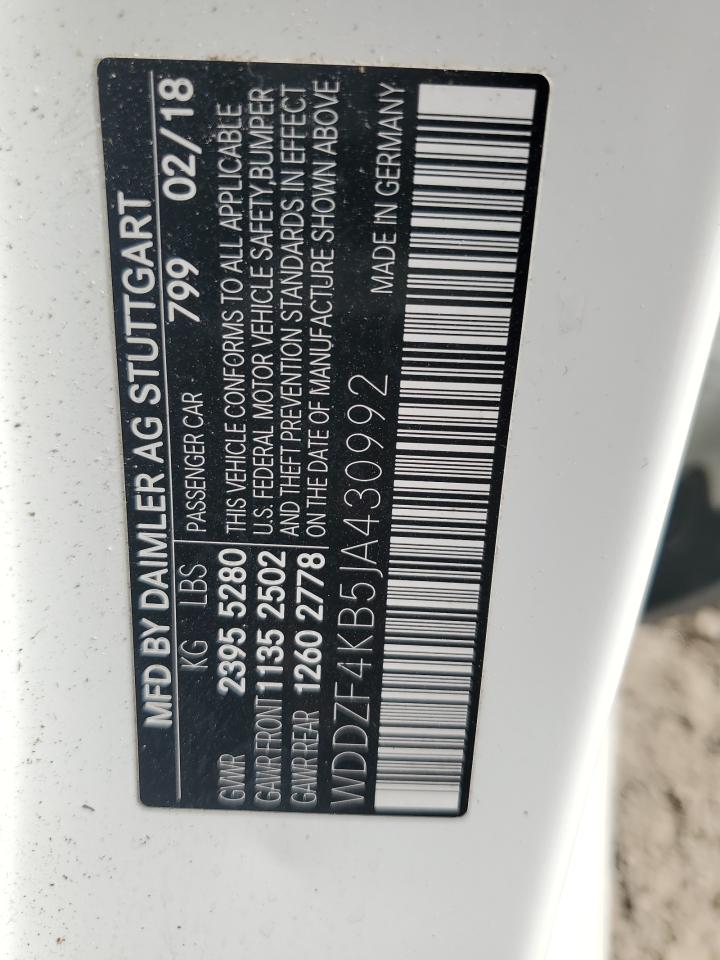 MFD BY DAIMLER AG STUTTGART
799 02/18
KG LBS PASSENGER CAR
GVWR 2395 5280 THIS VEHICLE CONFORMS TO ALL APPLICABLE
GAWR FRONT 1135 2502 U.S. FEDERAL MOTOR VEHICLE SAFETY,BUMPER
GAWR REAR 1260 2778 AND THEFT PREVENTION STANDARDS IN EFFECT
ON THE DATE OF MANUFACTURE SHOWN ABOVE.
WDDZF4KB5JA430992 MADE IN GERMANY